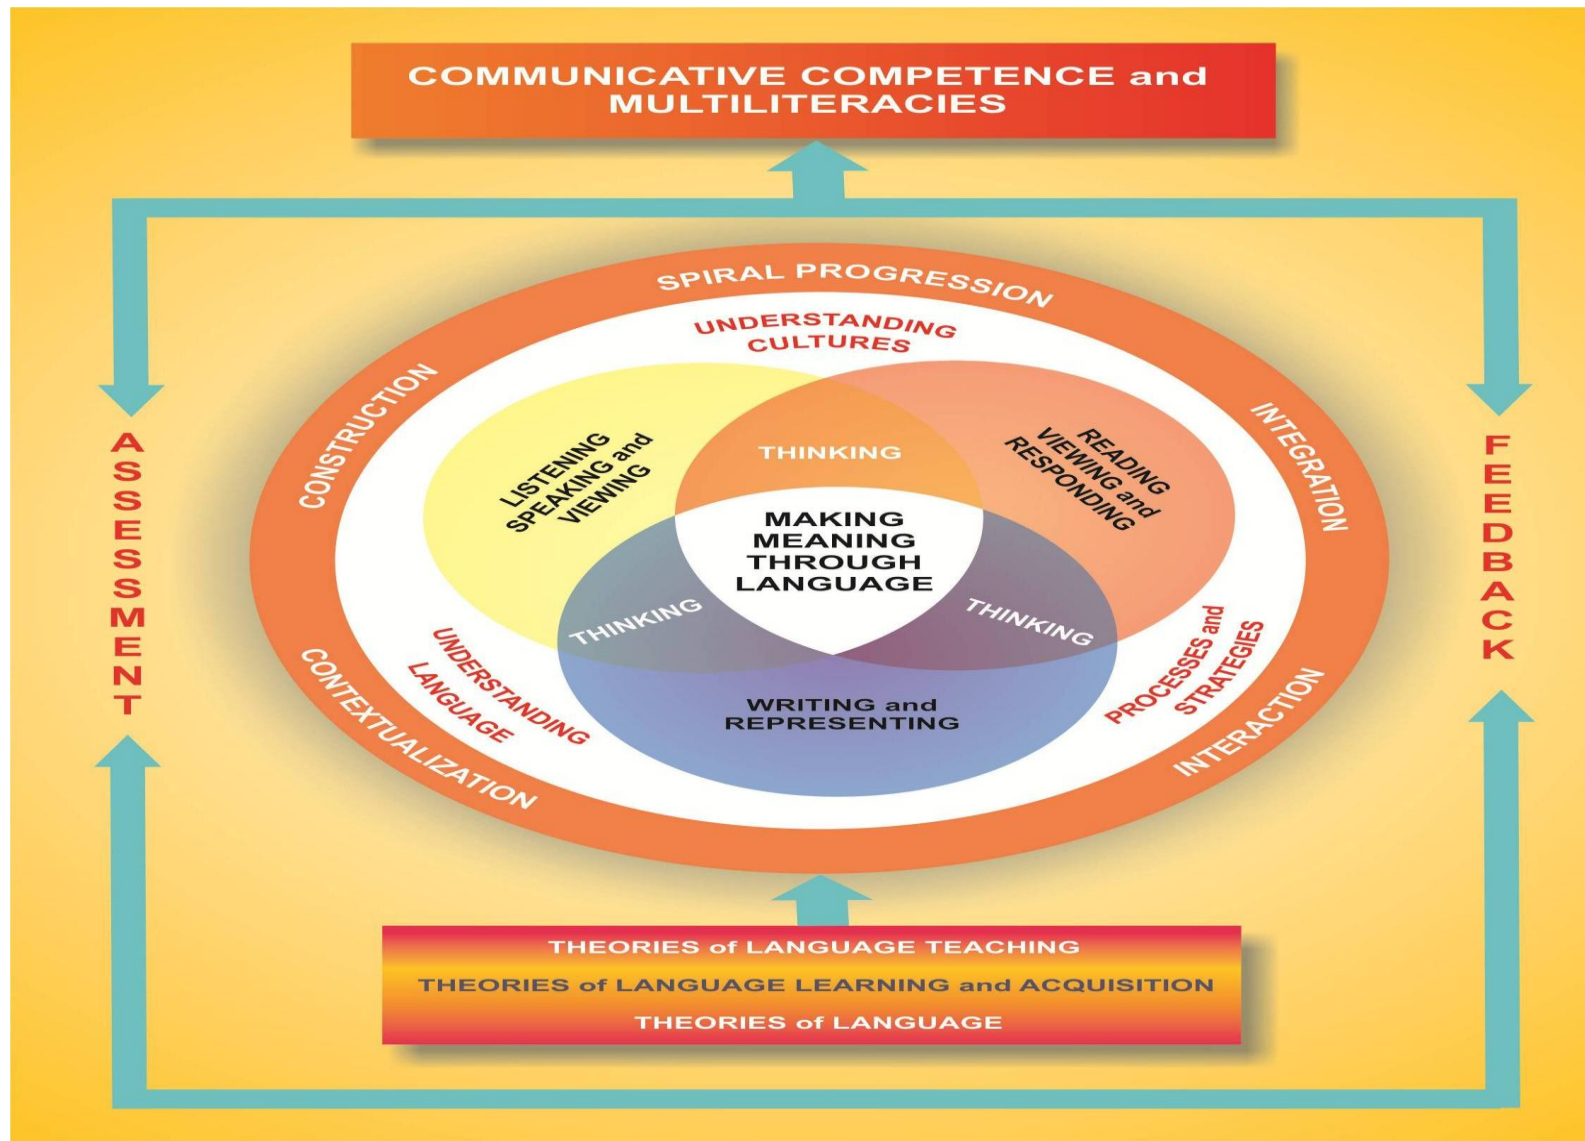 COMMUNICATIVE COMPETENCE and
MULTILITERACIES
SPIRAL PROGRESSION
UNDERSTANDING
CULTURES
CONSTRUCTION
INTEGRATION
ASSESSMENT
FEEDBACK
LISTENING
SPEAKING and
VIEWING
THINKING
READING
VIEWING and
RESPONDING
MAKING
MEANING
THROUGH
LANGUAGE
THINKING
THINKING
UNDERSTANDING
LANGUAGE
WRITING and
REPRESENTING
PROCESSES and
STRATEGIES
CONTEXTUALIZATION
INTERACTION
THEORIES of LANGUAGE TEACHING
THEORIES of LANGUAGE LEARNING and ACQUISITION
THEORIES of LANGUAGE